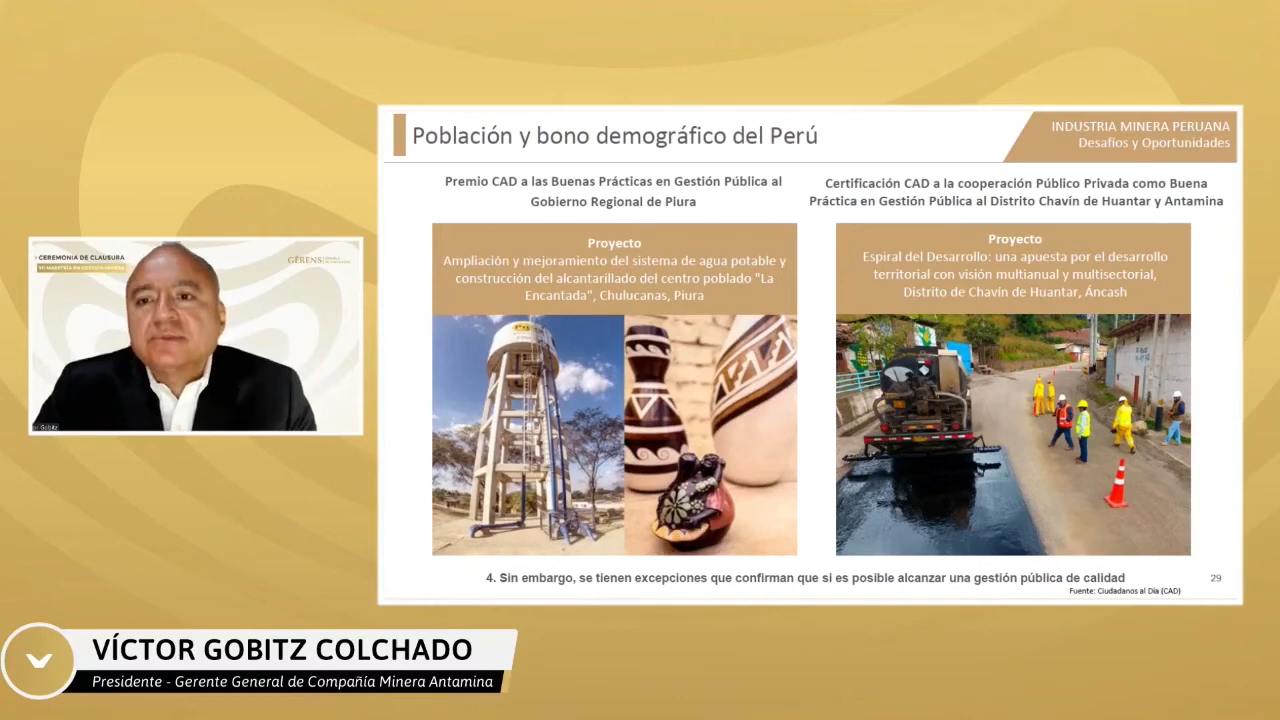 Población y bono demográfico del Perú
INDUSTRIA MINERA PERUANA
Desafíos y Oportunidades
Premio CAD a las Buenas Prácticas en Gestión Pública al
Gobierno Regional de Piura
Certificación CAD a la cooperación Público Privada como Buena
Práctica en Gestión Pública al Distrito Chavín de Huantar y Antamina
Proyecto
Ampliación y mejoramiento del sistema de agua potable y
construcción del alcantarillado del centro poblado "La
Encantada", Chulucanas, Piura
Proyecto
Espiral del Desarrollo: una apuesta por el desarrollo
territorial con visión multianual y multisectorial,
Distrito de Chavín de Huantar, Áncash
CEREMONIA DE CLAUSURA
GĚRENS
4. Sin embargo, se tienen excepciones que confirman que si es posible alcanzar una gestión pública de calidad
29
Fuente: Ciudadanos al Día (CAD)
VÍCTOR GOBITZ COLCHADO
Presidente - Gerente General de Compañía Minera Antamina